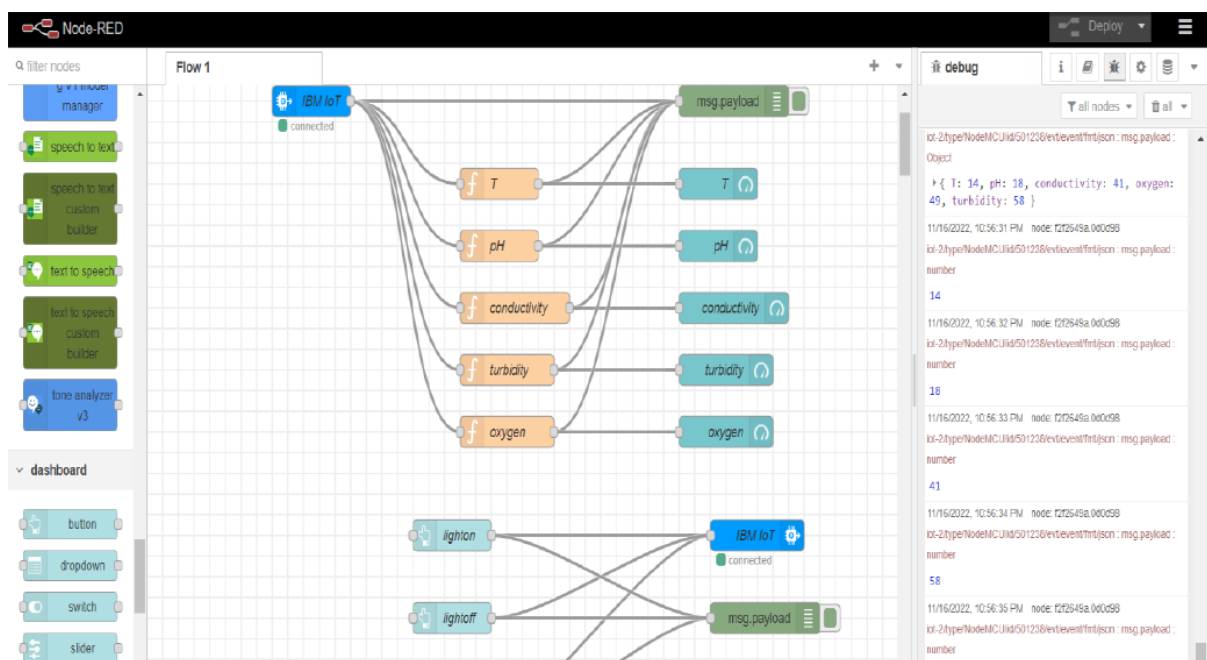 Node-RED
Deploy
filter nodes
Flow 1
debug
i
all nodes
al
manager
speech to text
speech to text
custom
builder
text to speech
text to speech
custom
builder
tone analyzer
v3
dashboard
button
dropdown
switch
slider
IBM IoT
connected
msg.payload
f T
T
f pH
pH
f conductivity
conductivity
f turbidity
turbidity
f oxygen
oxygen
lighton
IBM IoT
connected
lightoff
msg.payload
iot-2/type/NodeMCU/id/501238/evt/event/fmt/json : msg.payload :
Object
{ T: 14, pH: 18, conductivity: 41, oxygen:
49, turbidity: 58 }
11/16/2022, 10:56:31 PM node: f2f2649a.0d0d98
iot-2/type/NodeMCU/id/501238/evt/event/fmt/json : msg.payload :
number
14
11/16/2022, 10:56:32 PM node: f2f2649a.0d0d98
iot-2/type/NodeMCU/id/501238/evt/event/fmt/json : msg.payload :
number
18
11/16/2022, 10:56:33 PM node: f2f2649a.0d0d98
iot-2/type/NodeMCU/id/501238/evt/event/fmt/json : msg.payload :
number
41
11/16/2022, 10:56:34 PM node: f2f2649a.0d0d98
iot-2/type/NodeMCU/id/501238/evt/event/fmt/json : msg.payload :
number
58
11/16/2022, 10:56:35 PM node: f2f2649a.0d0d98
iot-2/type/NodeMCU/id/501238/evt/event/fmt/json : msg.payload :
number